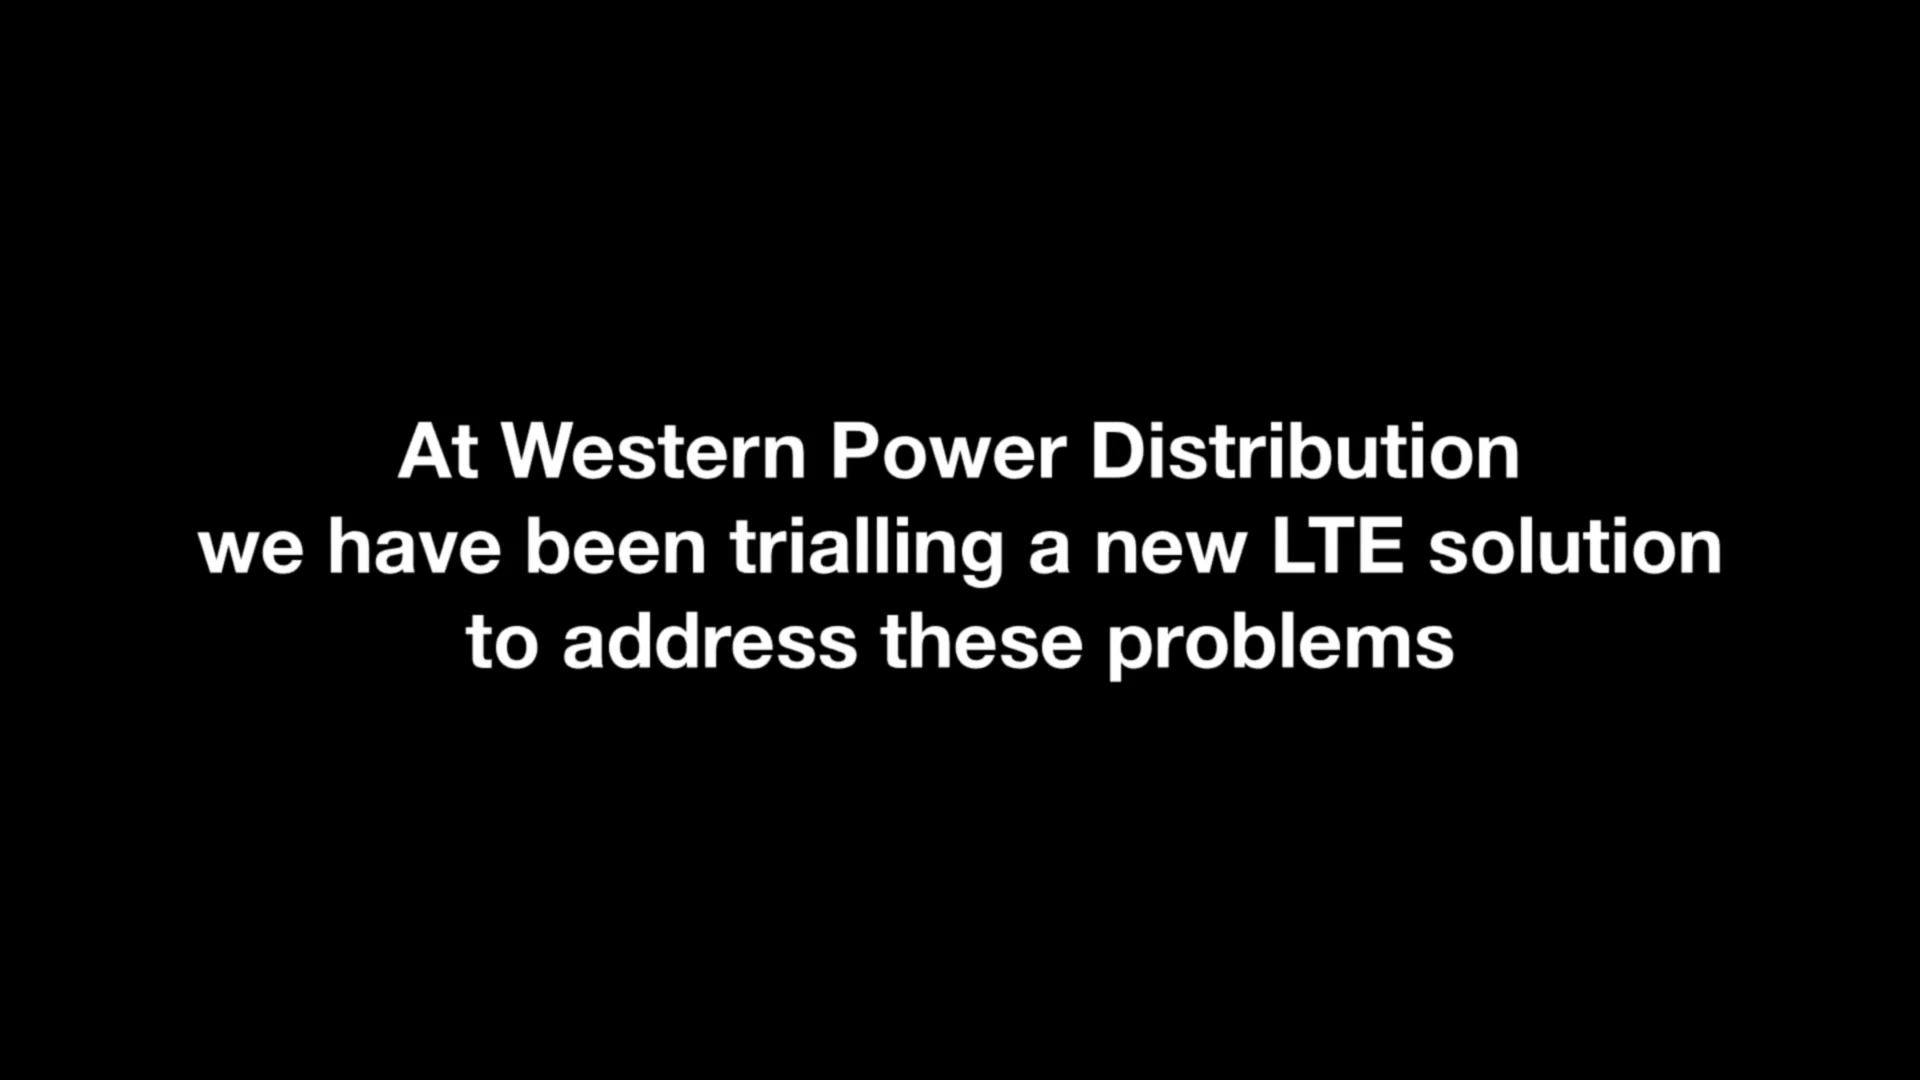 At Western Power Distribution
we have been trialling a new LTE solution
to address these problems